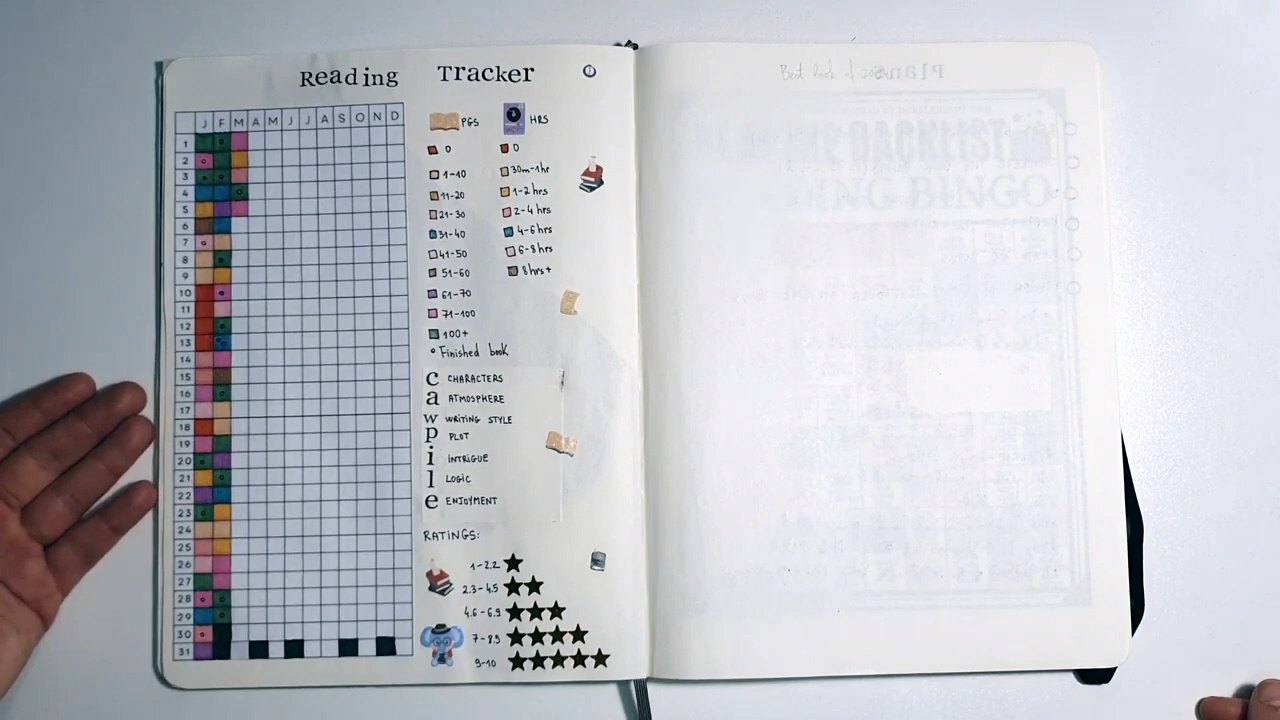 Reading Tracker
J F M A M J J A S O N D
1
2
3
4
5
6
7
8
9
10
11
12
13
14
15
16
17
18
19
20
21
22
23
24
25
26
27
28
29
30
31
PGS HRS
0 0
1-10 30m-1hr
11-20 1-2 hrs
21-30 2-4 hrs
31-40 4-6 hrs
41-50 6-8 hrs
51-60 8 hrs+
61-70
71-100
100+
Finished book
c CHARACTERS
a ATMOSPHERE
w WRITING STYLE
p PLOT
i INTRIGUE
l LOGIC
e ENJOYMENT
RATINGS:
1-2.2
2.3-4.5
4.6-6.9
7-8.9
9-10